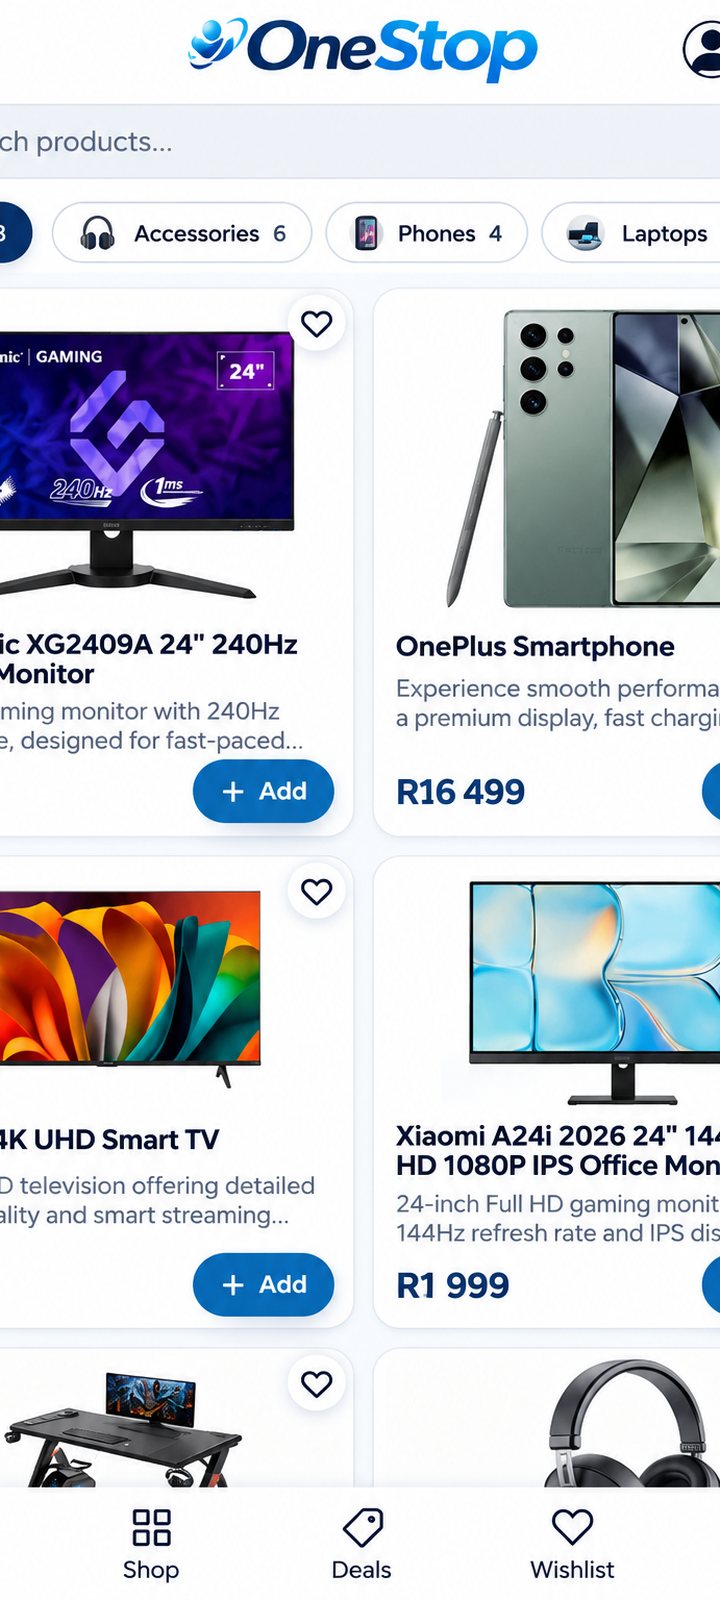 OneStop
ch products...
Accessories 6
Phones 4
Laptops
nic | GAMING
24"
240Hz
1ms
ic XG2409A 24" 240Hz
Monitor
ming monitor with 240Hz
e, designed for fast-paced...
+ Add
OnePlus Smartphone
Experience smooth performa
a premium display, fast chargi
R16 499
4K UHD Smart TV
D television offering detailed
ality and smart streaming...
+ Add
Xiaomi A24i 2026 24" 144
HD 1080P IPS Office Mon
24-inch Full HD gaming monit
144Hz refresh rate and IPS dis
R1 999
Shop
Deals
Wishlist